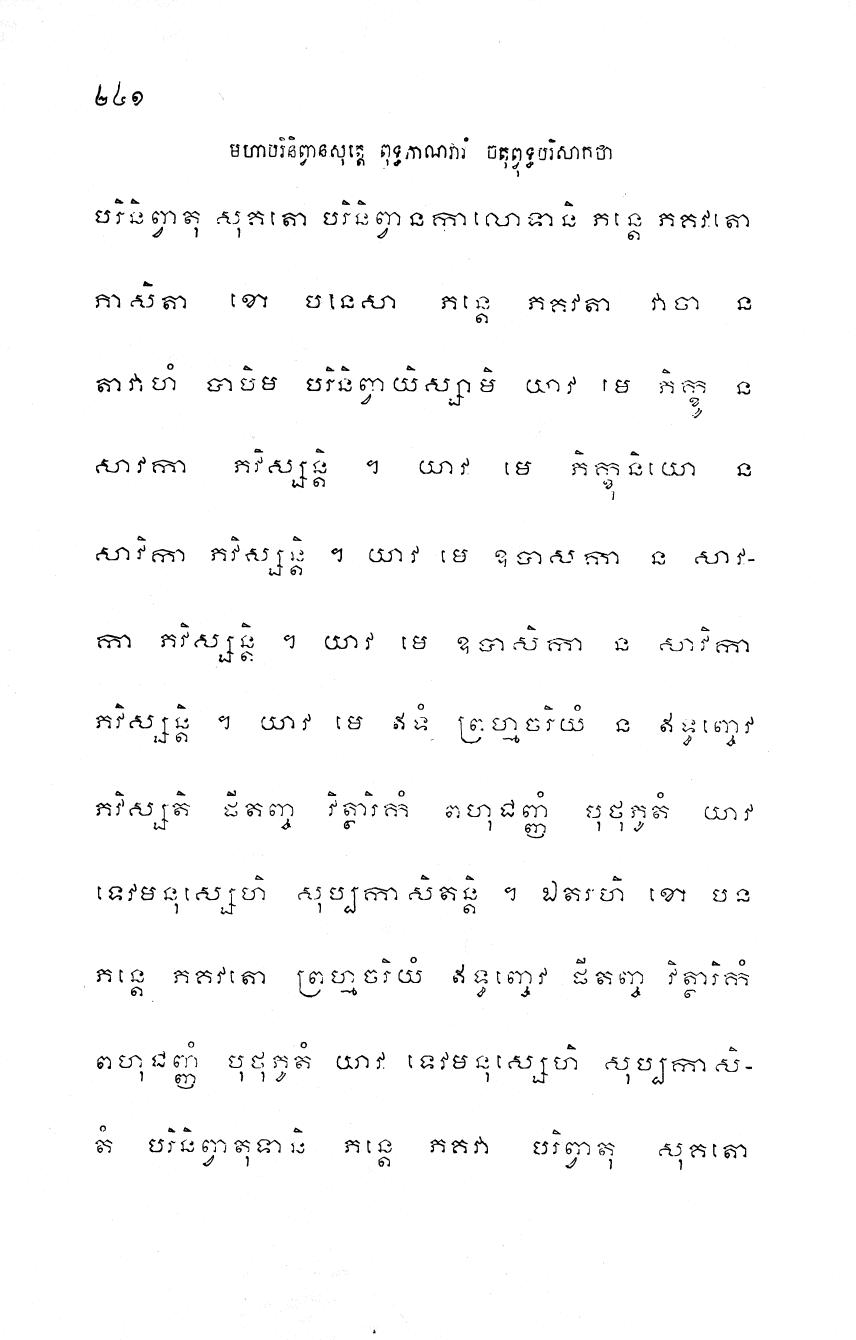 ២៤១
មហាបរិនិព្វានសុត្តេ ពុទ្ធភាណវារំ ចតុព្វុទ្ធបរិសាកថា
បរិនិព្វាតុ សុគតោ បរិនិព្វានកាលោទានិ ភន្តេ ភគវតោ
ភាសិតា ខោ បនេសា ភន្តេ ភគវតា វាចា ន
តាវាហំ បាបិម បរិនិព្វាយិស្សាមិ យាវ មេ ភិក្ខូ ន
សាវកា ភវិស្សន្តិ ។ យាវ មេ ភិក្ខុនិយោ ន
សាវិកា ភវិស្សន្តិ ។ យាវ មេ ឧបាសកា ន សាវ-
កា ភវិស្សន្តិ ។ យាវ មេ ឧបាសិកា ន សាវិកា
ភវិស្សន្តិ ។ យាវ មេ ឥទំ ព្រហ្មចរិយំ ន ឥទ្ធញ្ចេវ
ភវិស្សតិ ផីតញ្ច វិត្ថារិកំ ពហុជញ្ញំ បុថុភូតំ យាវ
ទេវមនុស្សេហិ សុប្បកាសិតន្តិ ។ ឯតរហិ ខោ បន
ភន្តេ ភគវតោ ព្រហ្មចរិយំ ឥទ្ធញ្ចេវ ផីតញ្ច វិត្ថារិកំ
ពហុជញ្ញំ បុថុភូតំ យាវ ទេវមនុស្សេហិ សុប្បកាសិ-
តំ បរិនិព្វាតុទានិ ភន្តេ ភគវា បរិព្វាតុ សុគតោ